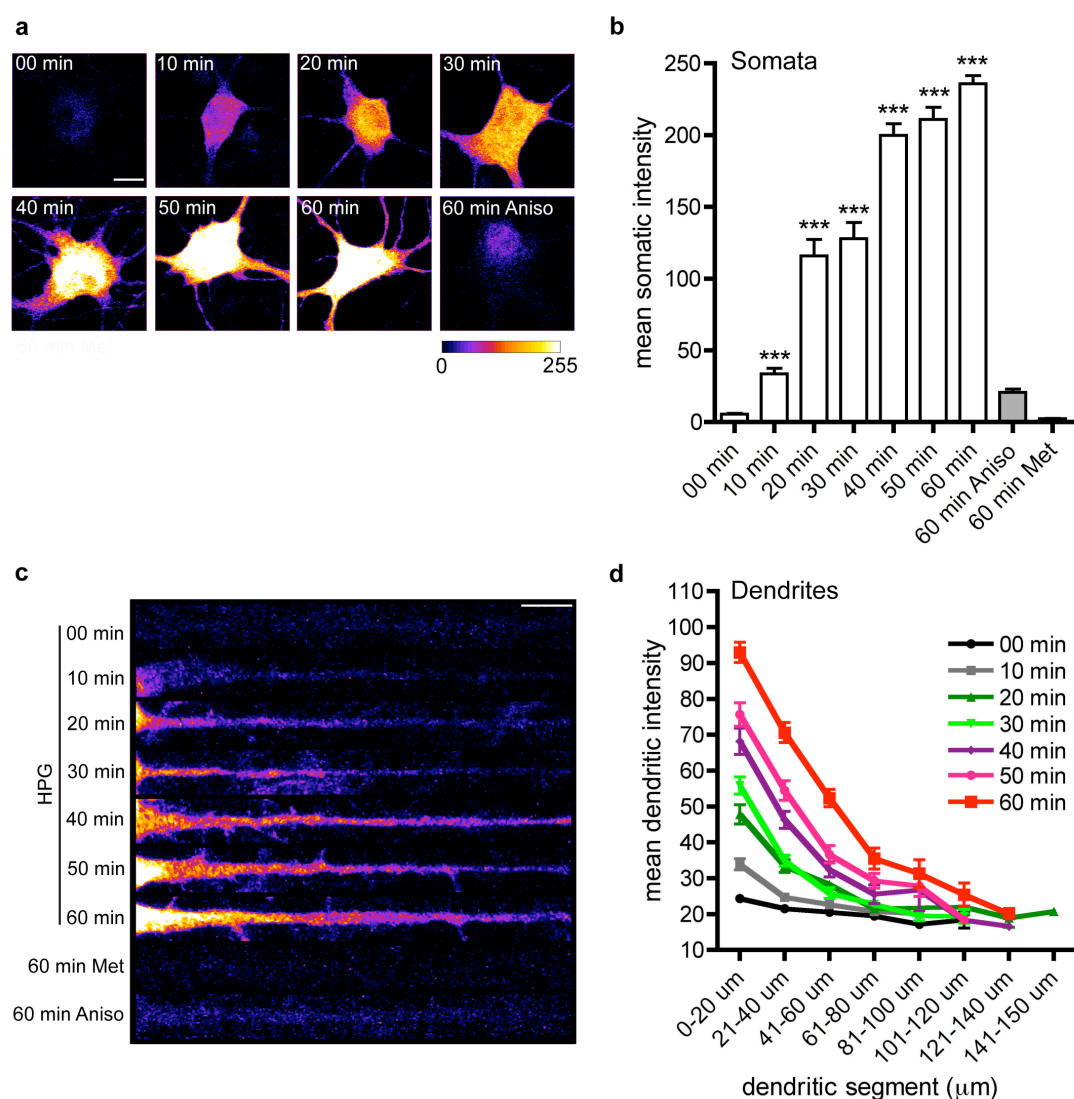 a
00 min
10 min
20 min
30 min
40 min
50 min
60 min
60 min Aniso
60 min Met
0
255
b
Somata
mean somatic intensity
250
200
150
100
50
0
***
***
***
***
***
***
00 min
10 min
20 min
30 min
40 min
50 min
60 min
60 min Aniso
60 min Met
c
HPG
00 min
10 min
20 min
30 min
40 min
50 min
60 min
60 min Met
60 min Aniso
d
Dendrites
mean dendritic intensity
110
100
90
80
70
60
50
40
30
20
10
00 min
10 min
20 min
30 min
40 min
50 min
60 min
0-20 um
21-40 um
41-60 um
61-80 um
81-100 um
101-120 um
121-140 um
141-150 um
dendritic segment (μm)